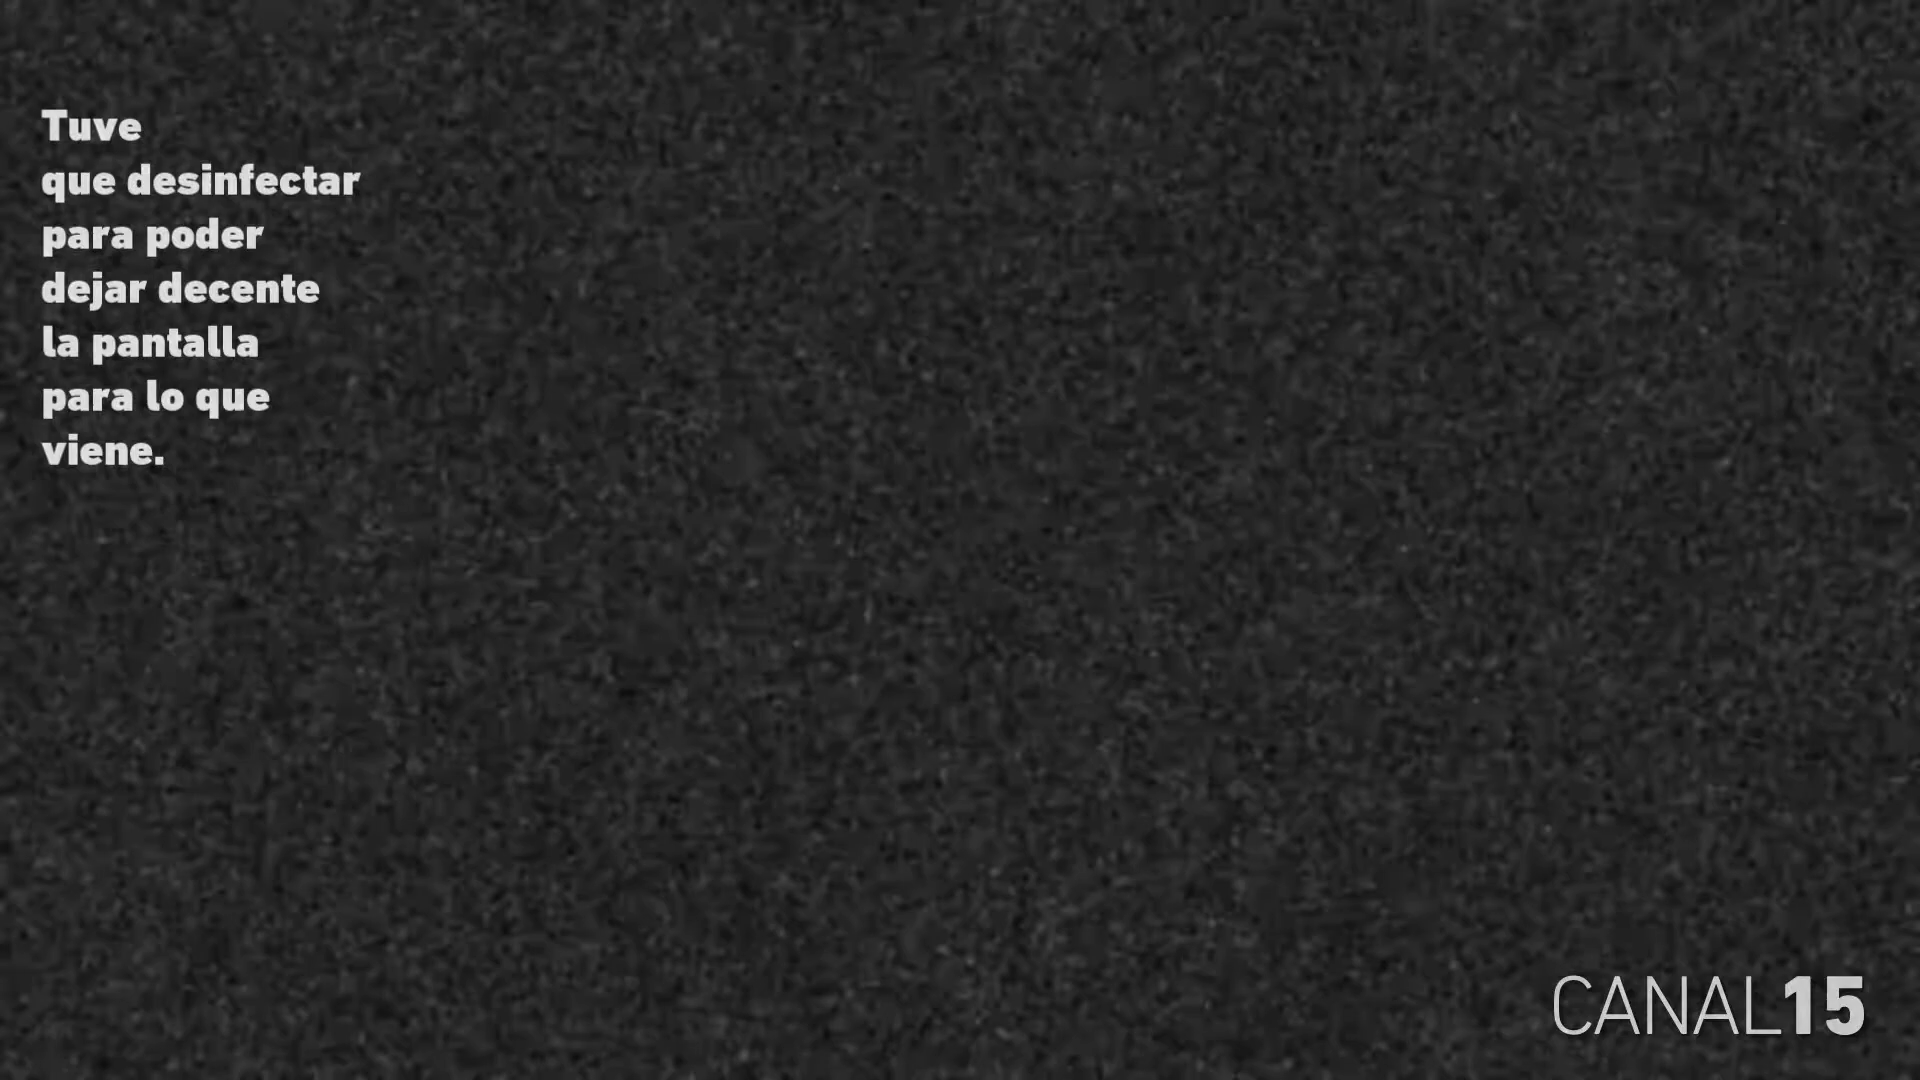 Tuve
que desinfectar
para poder
dejar decente
la pantalla
para lo que
viene.
CANAL15